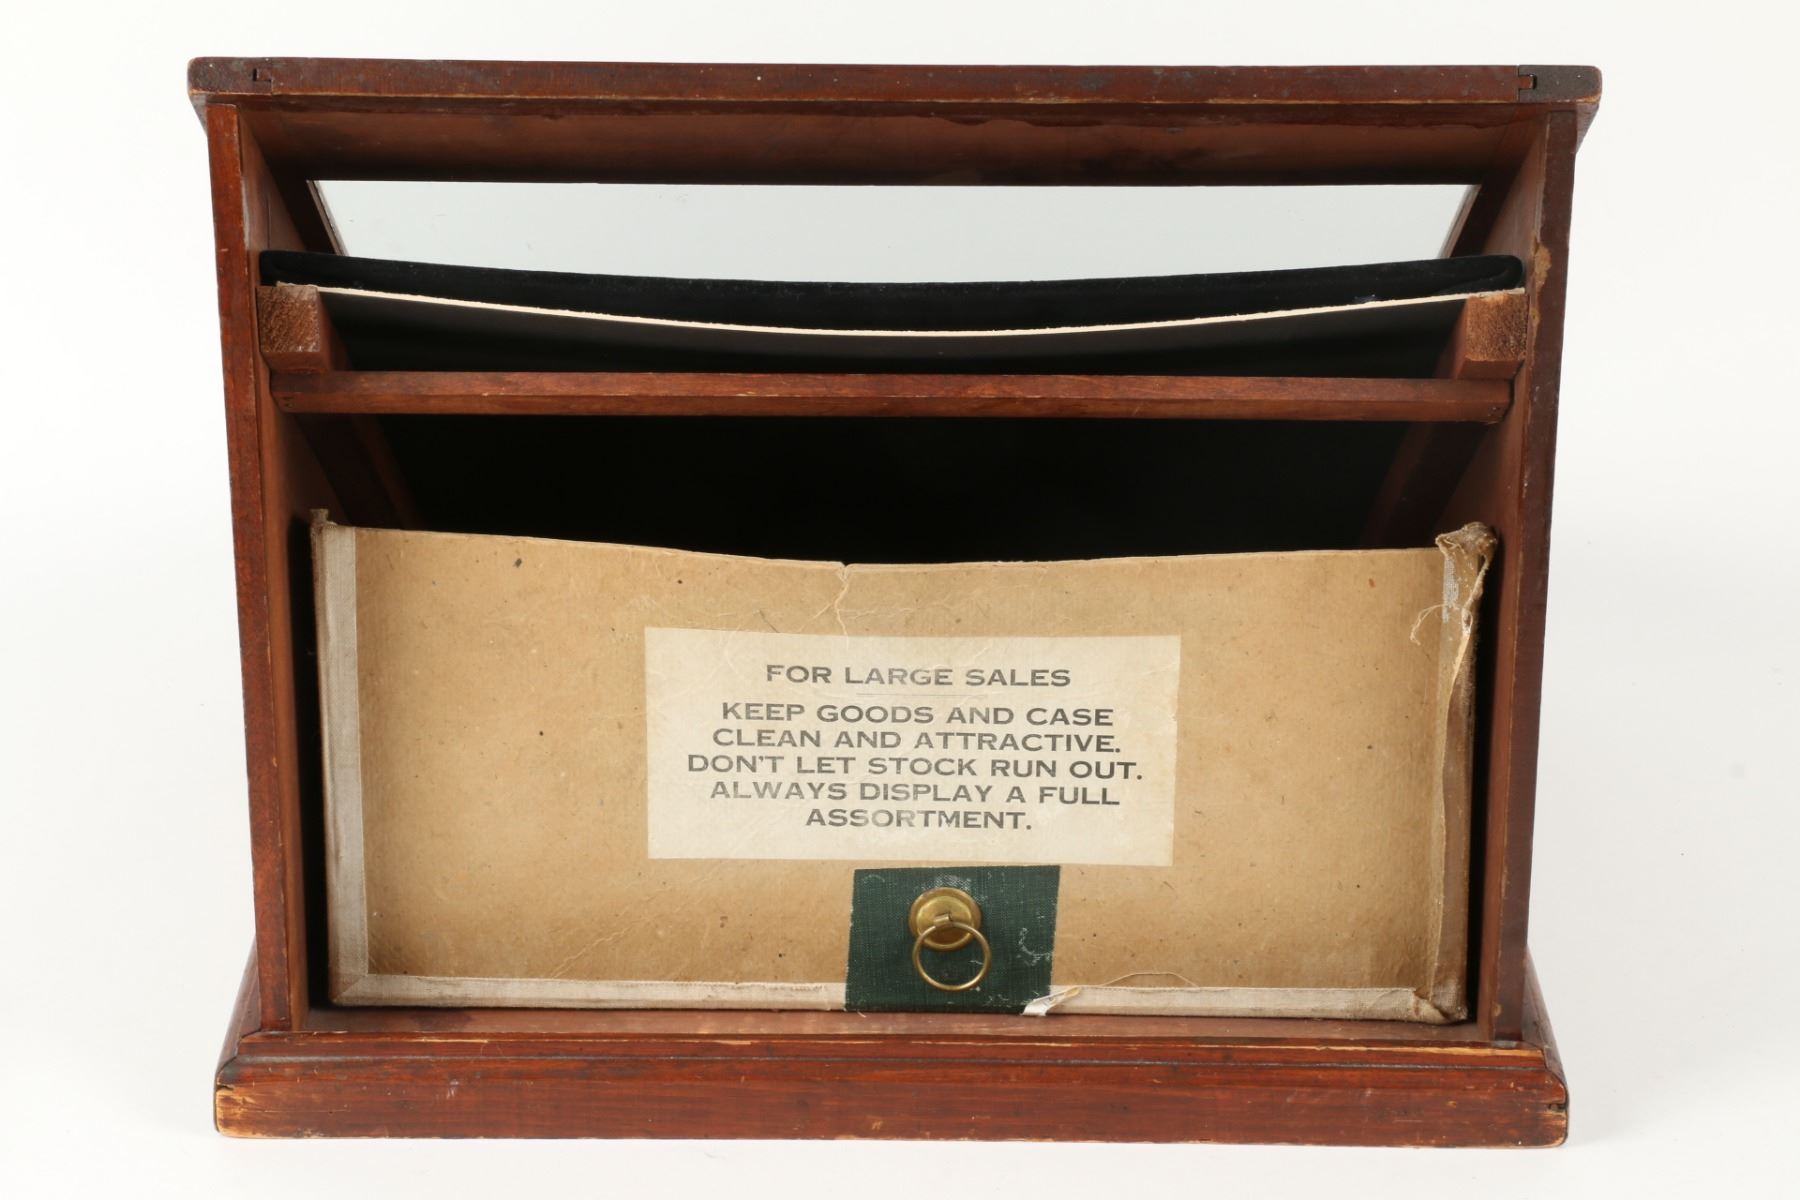 FOR LARGE SALES
KEEP GOODS AND CASE
CLEAN AND ATTRACTIVE.
DON'T LET STOCK RUN OUT.
ALWAYS DISPLAY A FULL
ASSORTMENT.